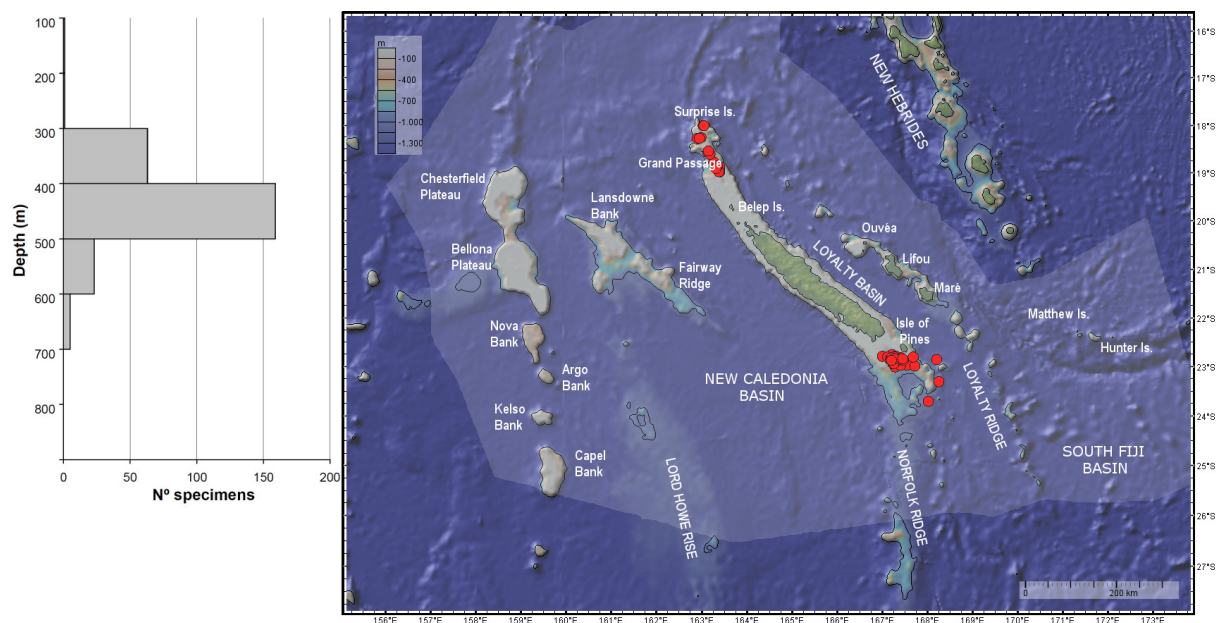 100
200
300
400
500
600
700
800
Depth (m)
0
50
100
150
200
Nº specimens
m
-100
-400
-700
-1.000
-1.300
Surprise Is.
Grand Passage
Belep Is.
NEW HEBRIDES
Chesterfield
Plateau
Lansdowne
Bank
Bellona
Plateau
Fairway
Ridge
Ouvéa
Lifou
Maré
LOYALTY BASIN
Isle of
Pines
Matthew Is.
Hunter Is.
Nova
Bank
Argo
Bank
Kelso
Bank
Capel
Bank
NEW CALEDONIA
BASIN
LORD HOWE RISE
NORFOLK RIDGE
LOYALTY RIDGE
SOUTH FIJI
BASIN
0
200 km
16°S
17°S
18°S
19°S
20°S
21°S
22°S
23°S
24°S
25°S
26°S
27°S
156°E
157°E
158°E
159°E
160°E
161°E
162°E
163°E
164°E
165°E
166°E
167°E
168°E
169°E
170°E
171°E
172°E
173°E